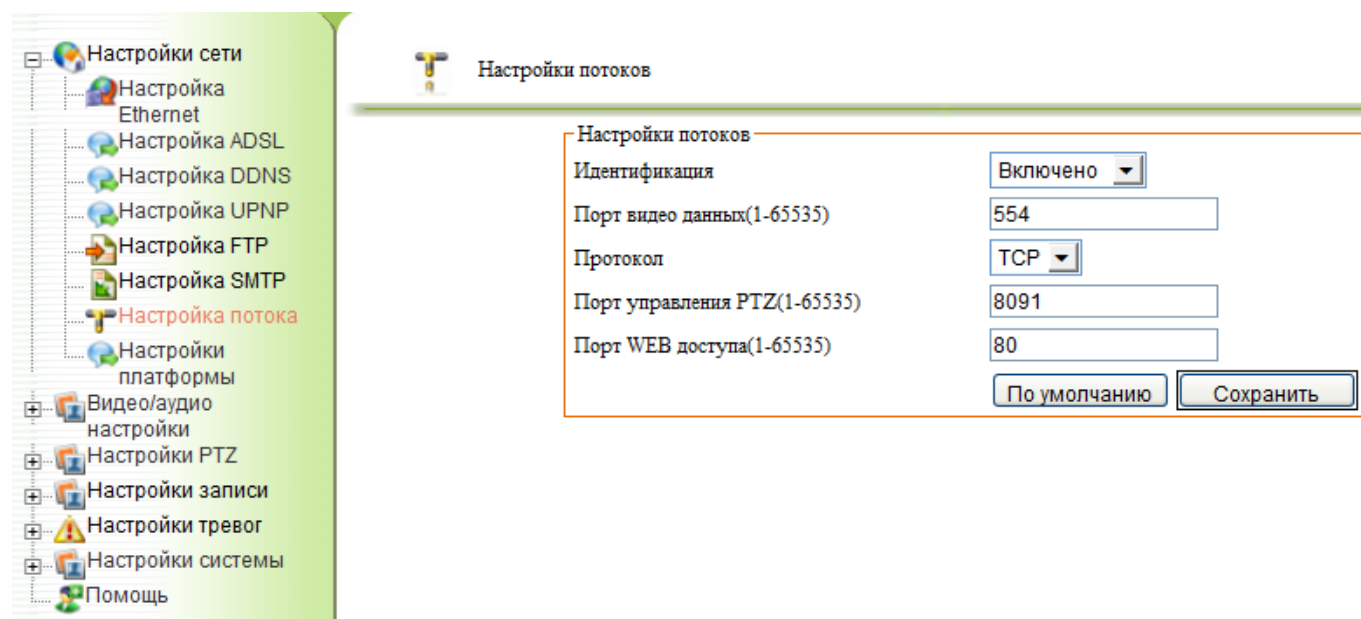 Настройки сети
Настройка
Ethernet
Настройка ADSL
Настройка DDNS
Настройка UPNP
Настройка FTP
Настройка SMTP
Настройка потока
Настройки
платформы
Видео/аудио
настройки
Настройки PTZ
Настройки записи
Настройки тревог
Настройки системы
Помощь
Настройки потоков
Настройки потоков
Идентификация Включено
Порт видео данных(1-65535) 554
Протокол TCP
Порт управления PTZ(1-65535) 8091
Порт WEB доступа(1-65535) 80
По умолчанию Сохранить